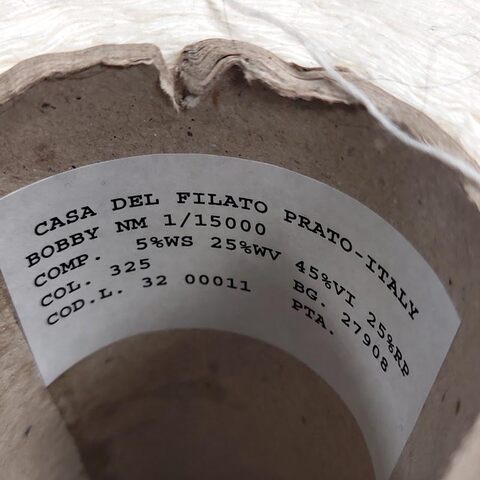 CASA DEL FILATO PRATO-ITALY
BOBBY NM 1/15000
COMP. 5%WS 25%WV 45%VI 25%RP
COL. 325 BG. 27908
COD.L. 32 00011 PTA.